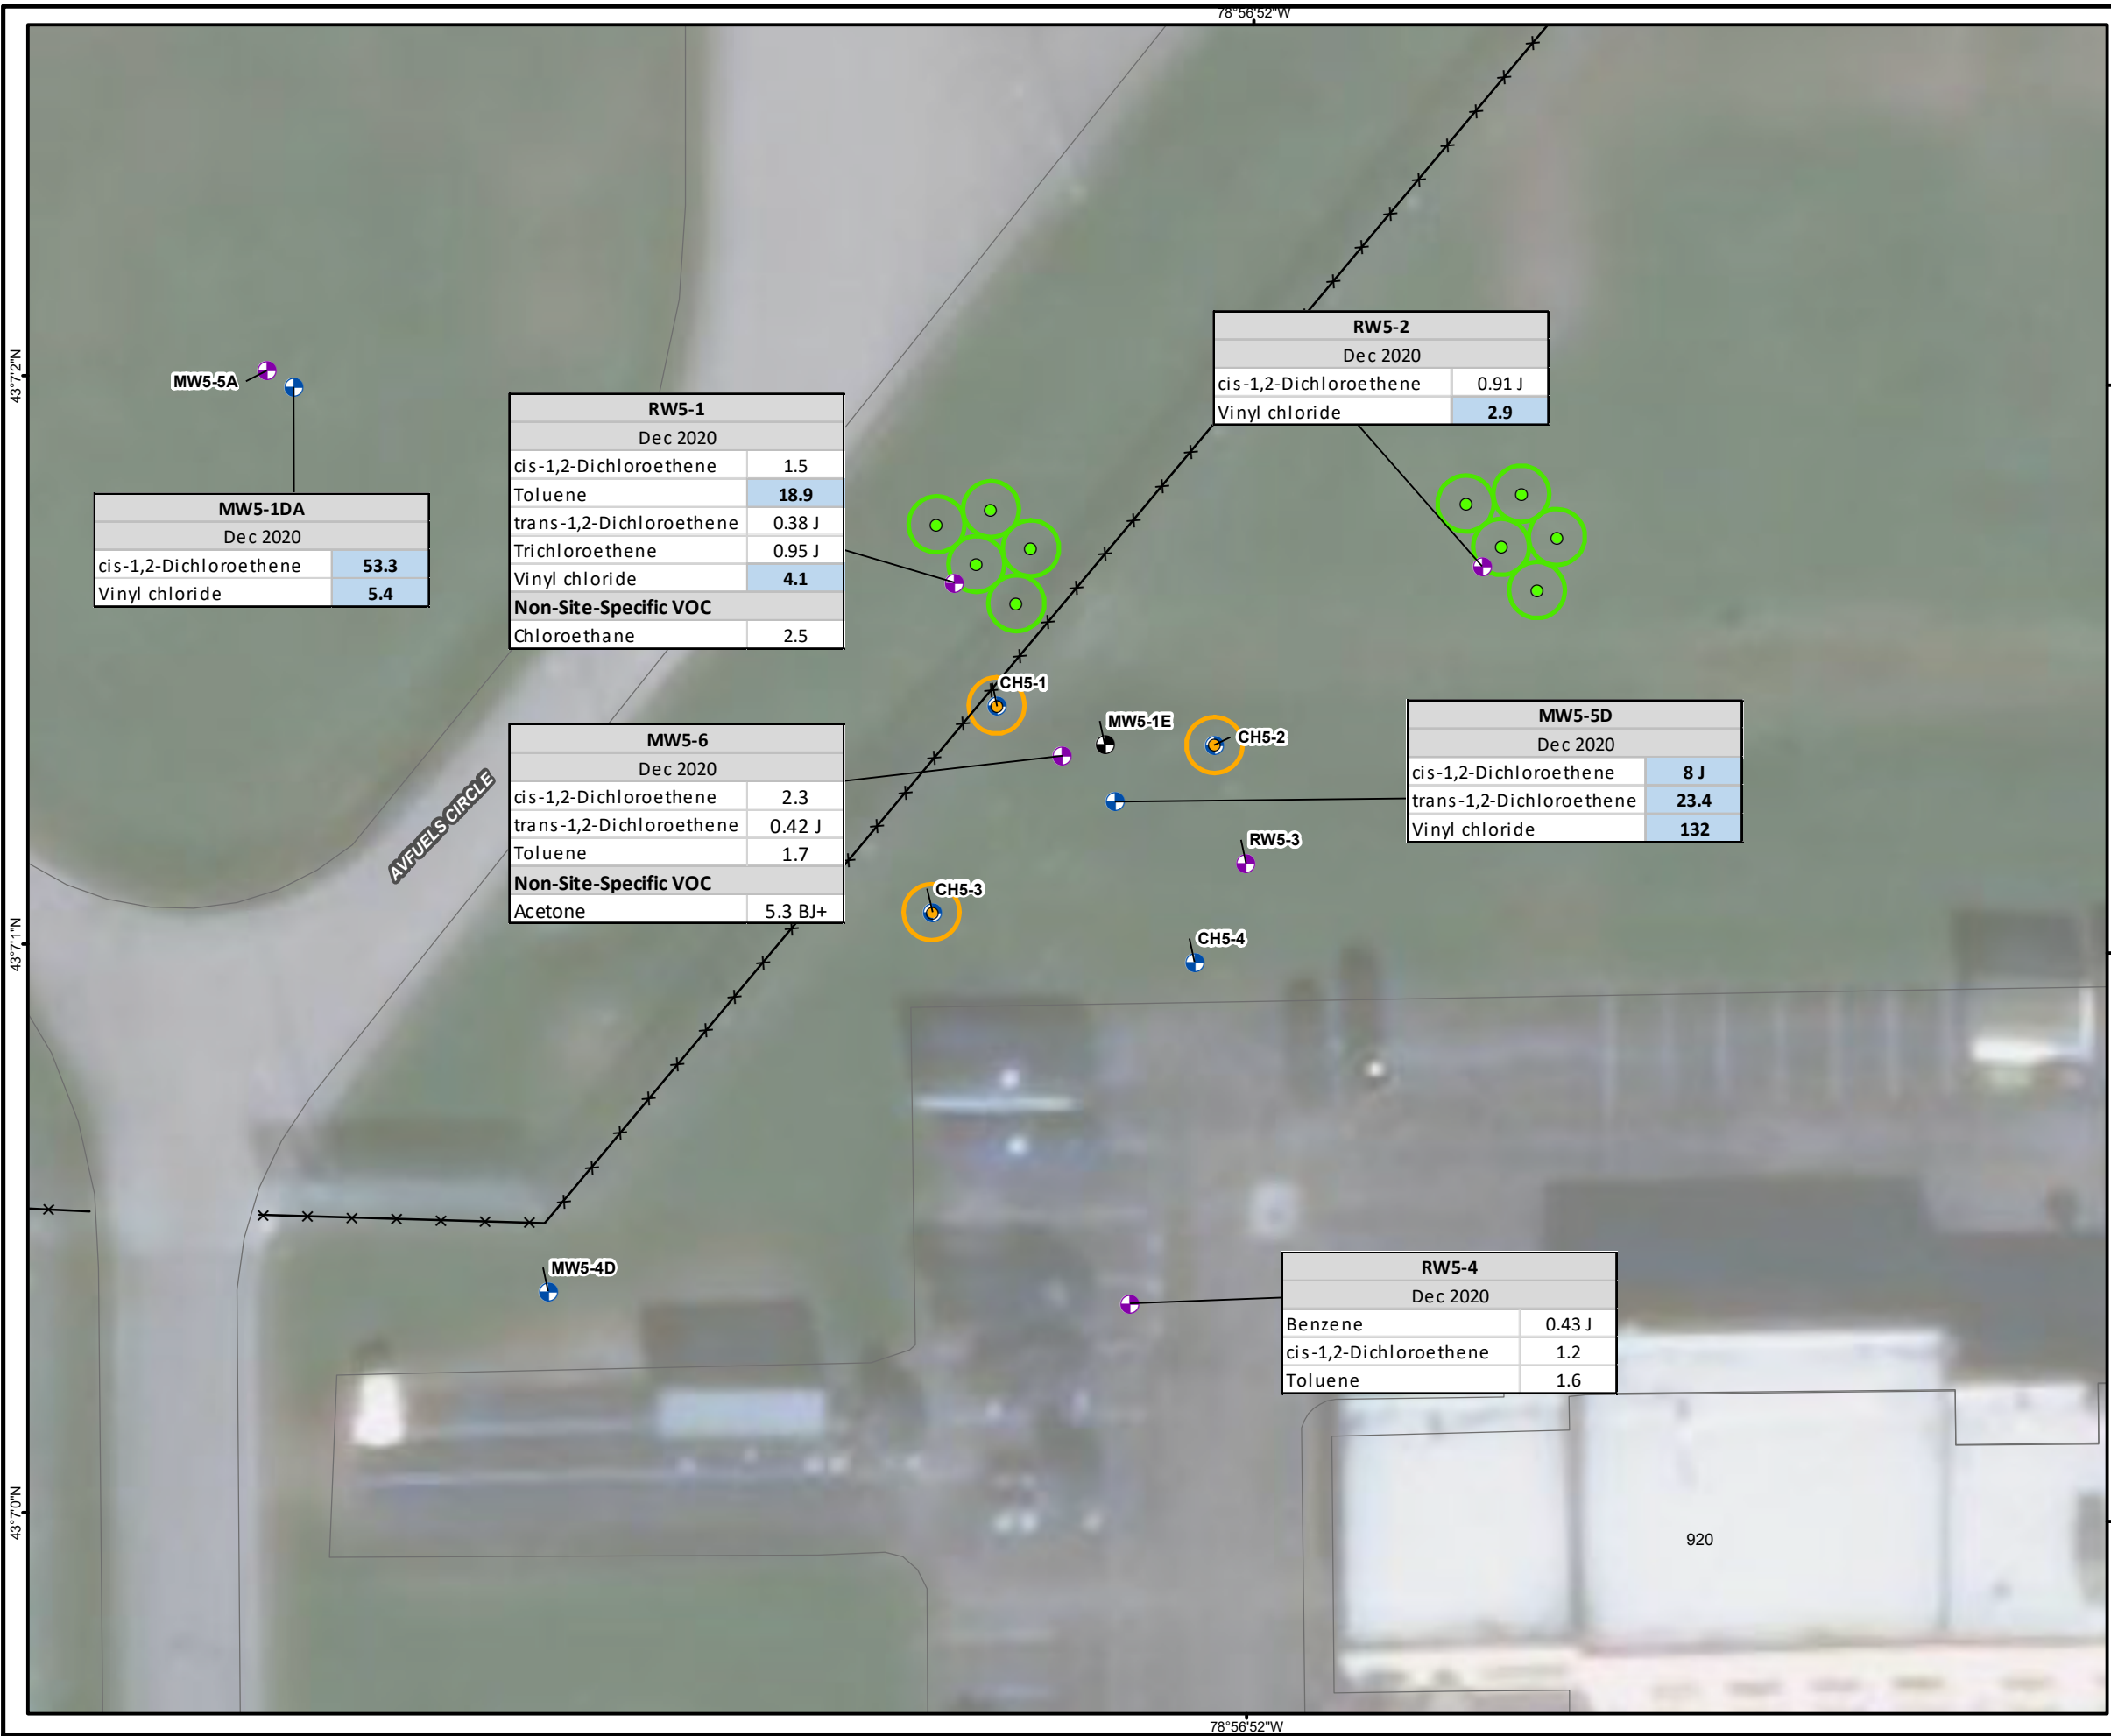 78°56'52"W
43°7'2"N
MW5-5A
MW5-1DA
Dec 2020
cis-1,2-Dichloroethene 53.3
Vinyl chloride 5.4
RW5-1
Dec 2020
cis-1,2-Dichloroethene 1.5
Toluene 18.9
trans-1,2-Dichloroethene 0.38 J
Trichloroethene 0.95 J
Vinyl chloride 4.1
Non-Site-Specific VOC
Chloroethane 2.5
RW5-2
Dec 2020
cis-1,2-Dichloroethene 0.91 J
Vinyl chloride 2.9
CH5-1
MW5-1E
CH5-2
MW5-6
Dec 2020
cis-1,2-Dichloroethene 2.3
trans-1,2-Dichloroethene 0.42 J
Toluene 1.7
Non-Site-Specific VOC
Acetone 5.3 BJ+
MW5-5D
Dec 2020
cis-1,2-Dichloroethene 8 J
trans-1,2-Dichloroethene 23.4
Vinyl chloride 132
AVFUELS CIRCLE
RW5-3
CH5-3
CH5-4
43°7'1"N
MW5-4D
RW5-4
Dec 2020
Benzene 0.43 J
cis-1,2-Dichloroethene 1.2
Toluene 1.6
43°7'0"N
920
78°56'52"W